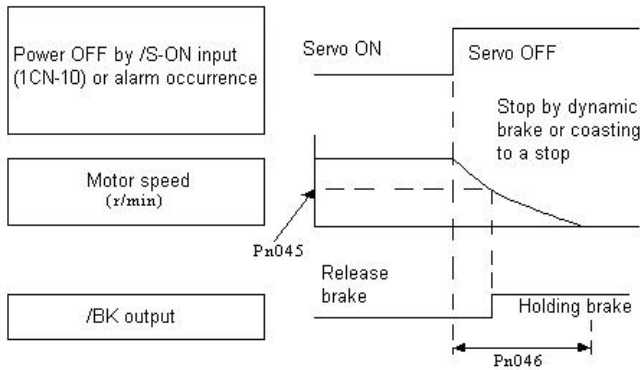 Power OFF by /S-ON input
(1CN-10) or alarm occurrence
Servo ON
Servo OFF
Stop by dynamic
brake or coasting
to a stop
Motor speed
(r/min)
Pn045
Release
brake
/BK output
Holding brake
Pn046